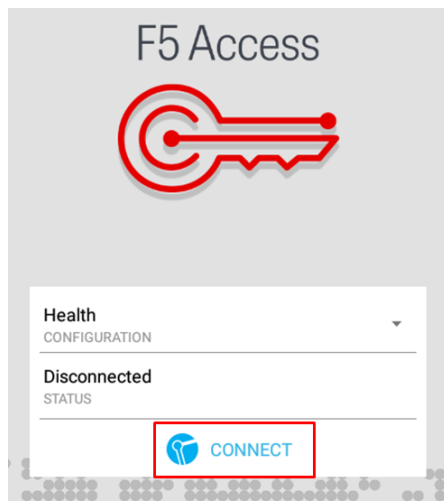 F5 Access
Health
CONFIGURATION
Disconnected
STATUS
CONNECT